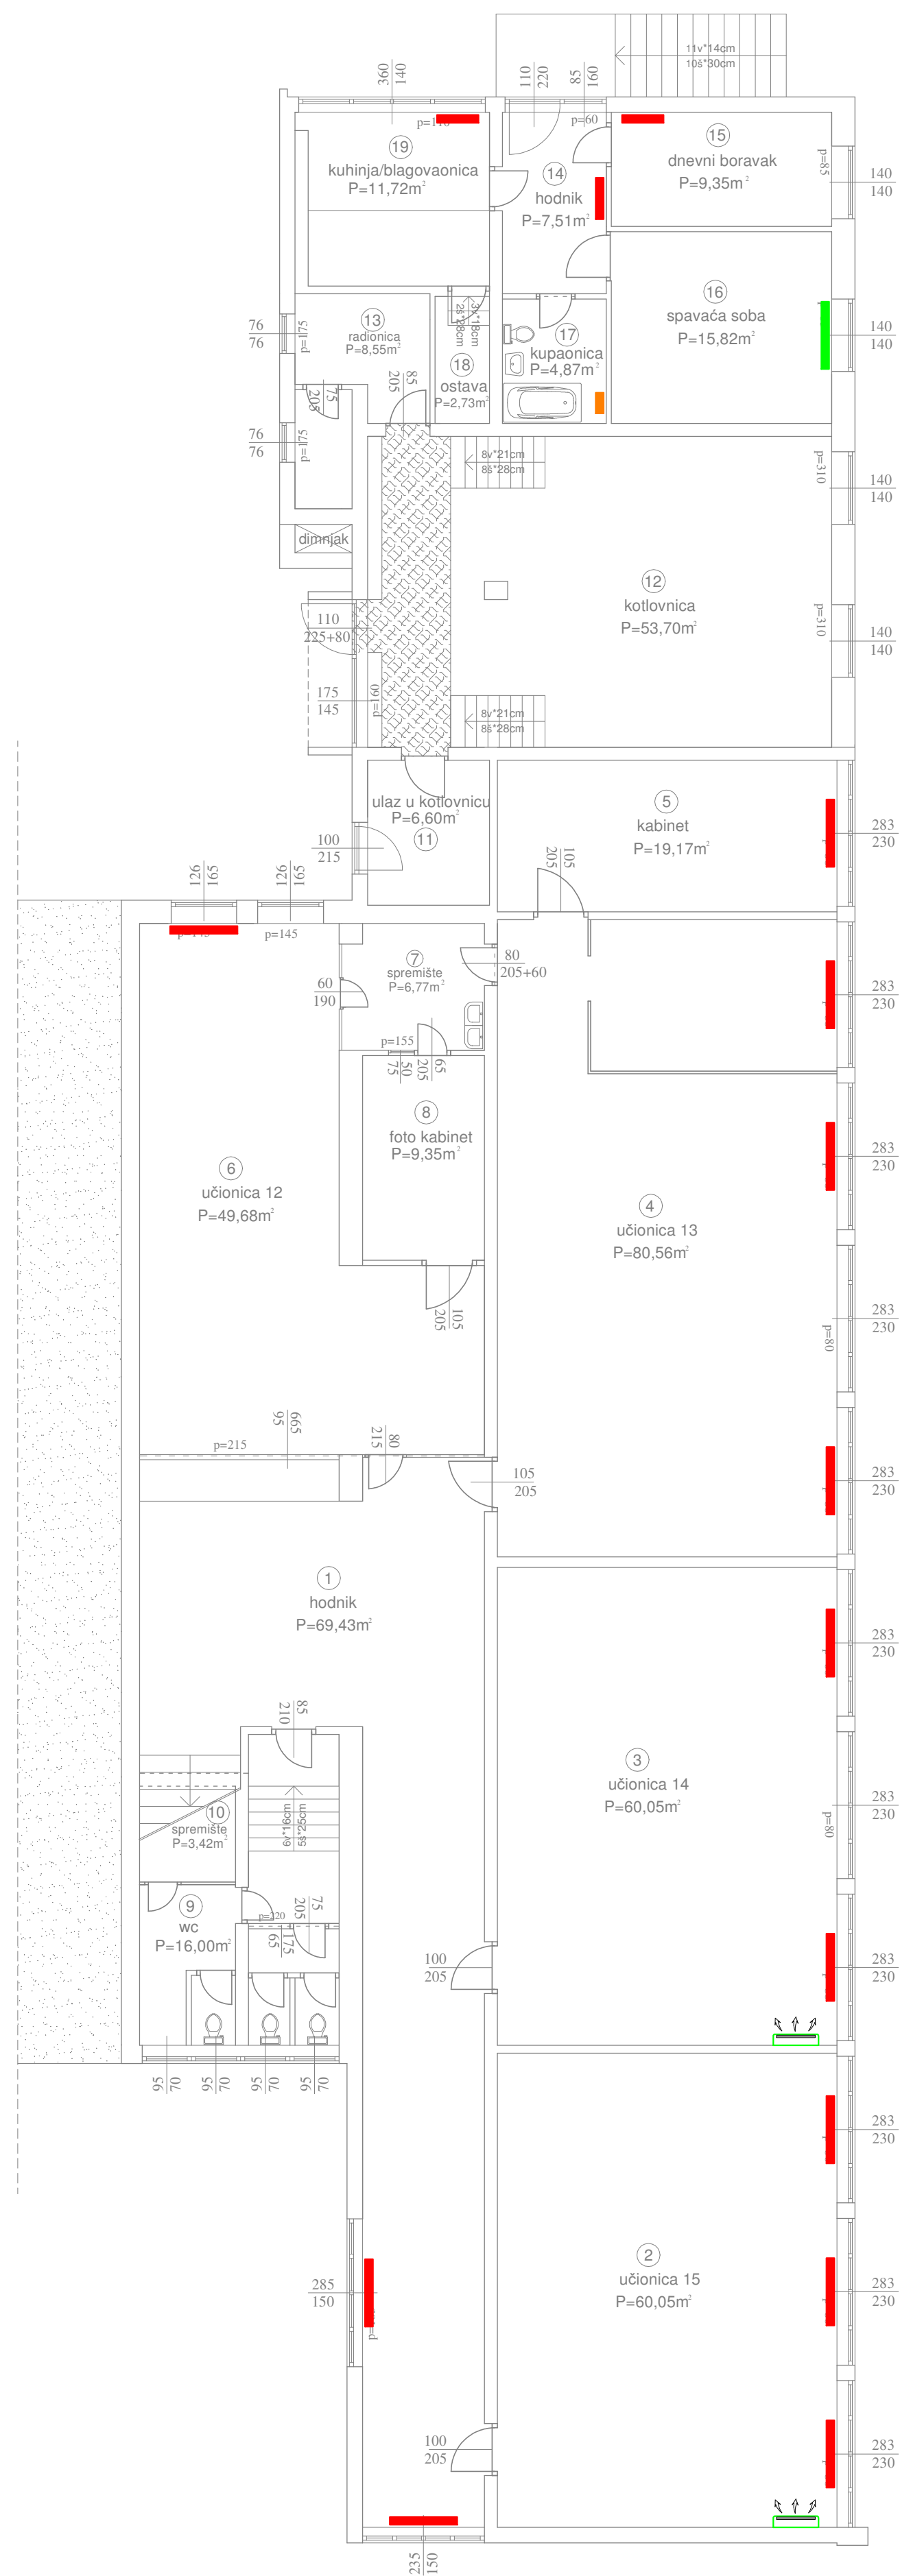 11v*14cm
10š*30cm
360
140
110
220
85
160
p=60
19
kuhinja/blagovaonica
P=11,72m²
14
hodnik
P=7,51m²
15
dnevni boravak
P=9,35m²
p=85
140
140
16
spavaća soba
P=15,82m²
140
140
13
radionica
P=8,55m²
76
76
p=175
75
205
85
205
3v*18cm
2š*28cm
18
ostava
P=2,73m²
17
kupaonica
P=4,87m²
76
76
p=175
8v*21cm
8š*28cm
p=310
140
140
dimnjak
12
kotlovnica
P=53,70m²
110
225+80
p=310
140
140
175
145
p=160
8v*21cm
8š*28cm
ulaz u kotlovnicu
P=6,60m²
11
100
215
5
kabinet
P=19,17m²
283
230
105
205
126
165
126
165
p=145
7
spremište
P=6,77m²
80
205+60
60
190
283
230
p=155
50
75
65
205
8
foto kabinet
P=9,35m²
6
učionica 12
P=49,68m²
283
230
4
učionica 13
P=80,56m²
105
205
283
230
p=80
p=215
665
95
80
215
105
205
283
230
1
hodnik
P=69,43m²
283
230
85
210
3
učionica 14
P=60,05m²
283
230
p=80
10
spremište
P=3,42m²
6v*16cm
5š*25cm
9
wc
P=16,00m²
p=220
75
205
175
65
100
205
283
230
95
70
95
70
95
70
95
70
283
230
2
učionica 15
P=60,05m²
285
150
283
230
100
205
283
230
235
150